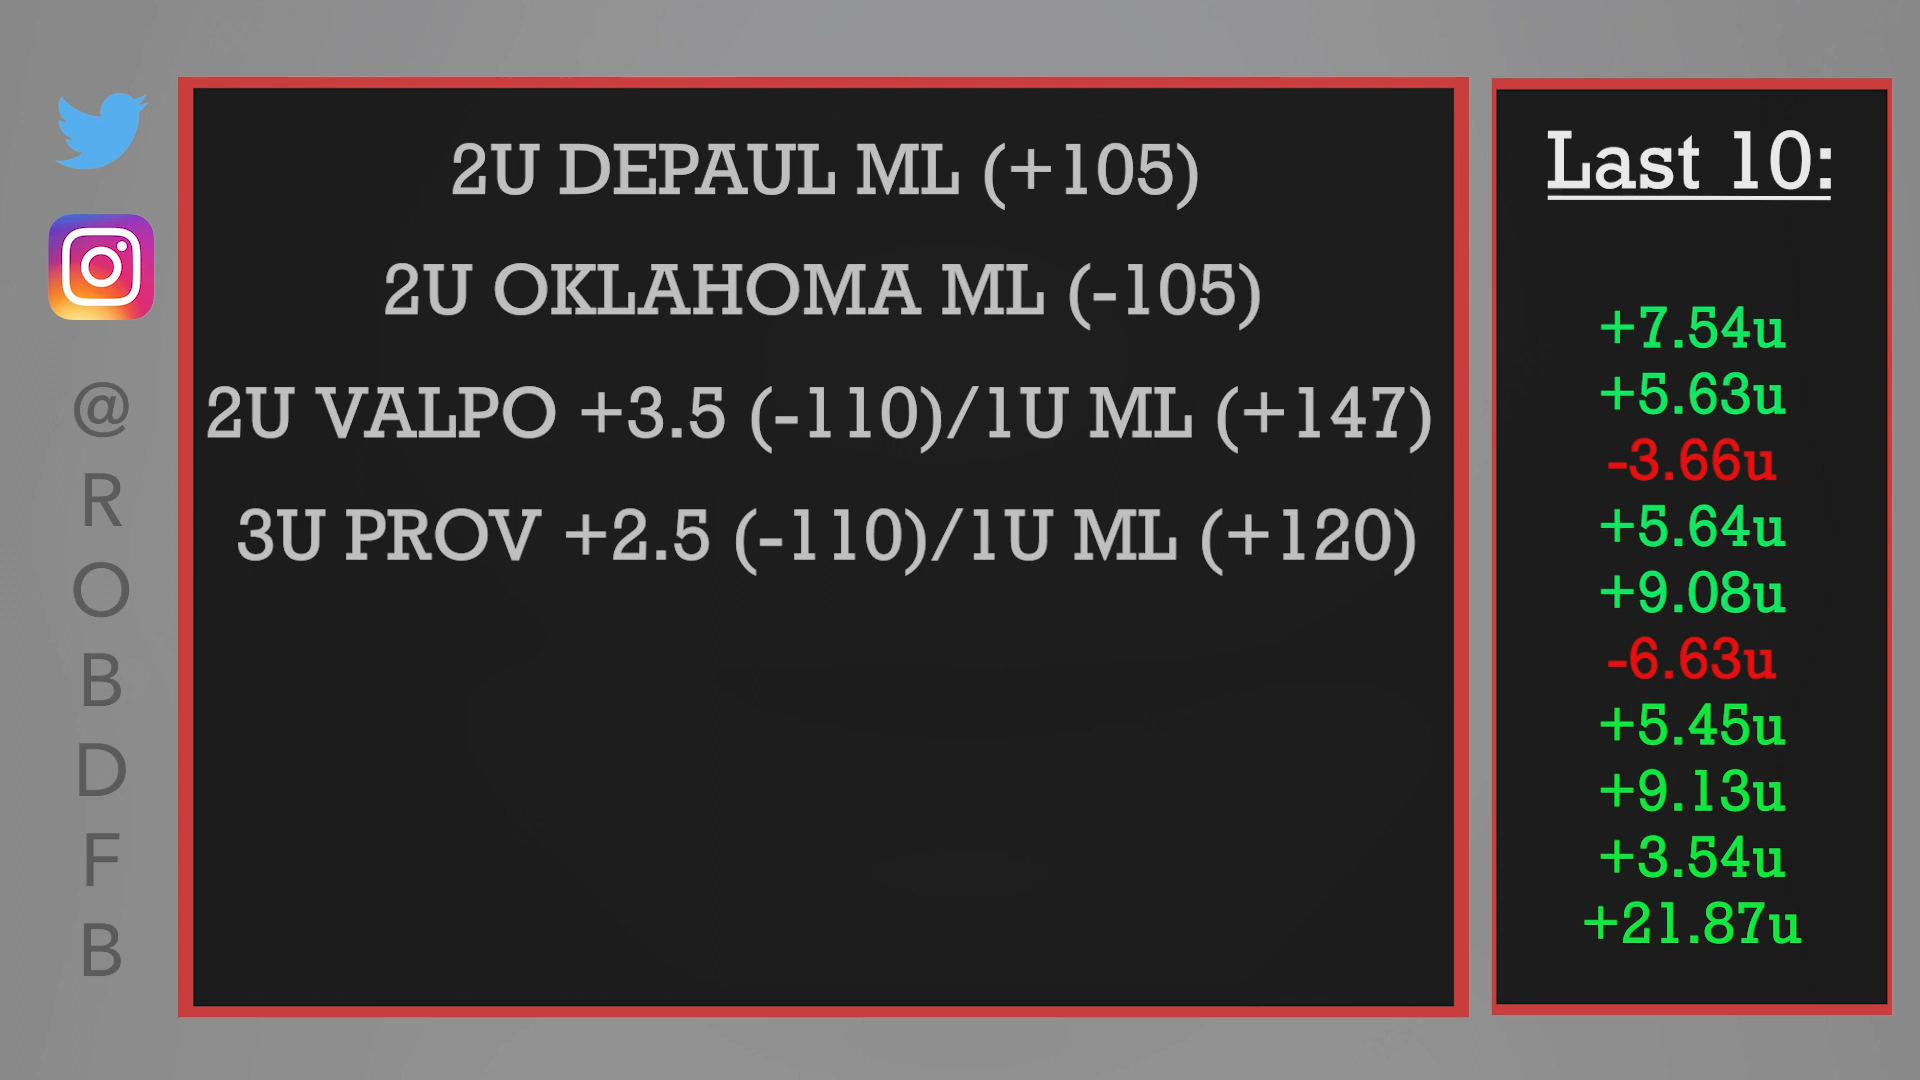 @
R
O
B
D
F
B
2U DEPAUL ML (+105)
2U OKLAHOMA ML (-105)
2U VALPO +3.5 (-110)/1U ML (+147)
3U PROV +2.5 (-110)/1U ML (+120)
Last 10:
+7.54u
+5.63u
-3.66u
+5.64u
+9.08u
-6.63u
+5.45u
+9.13u
+3.54u
+21.87u